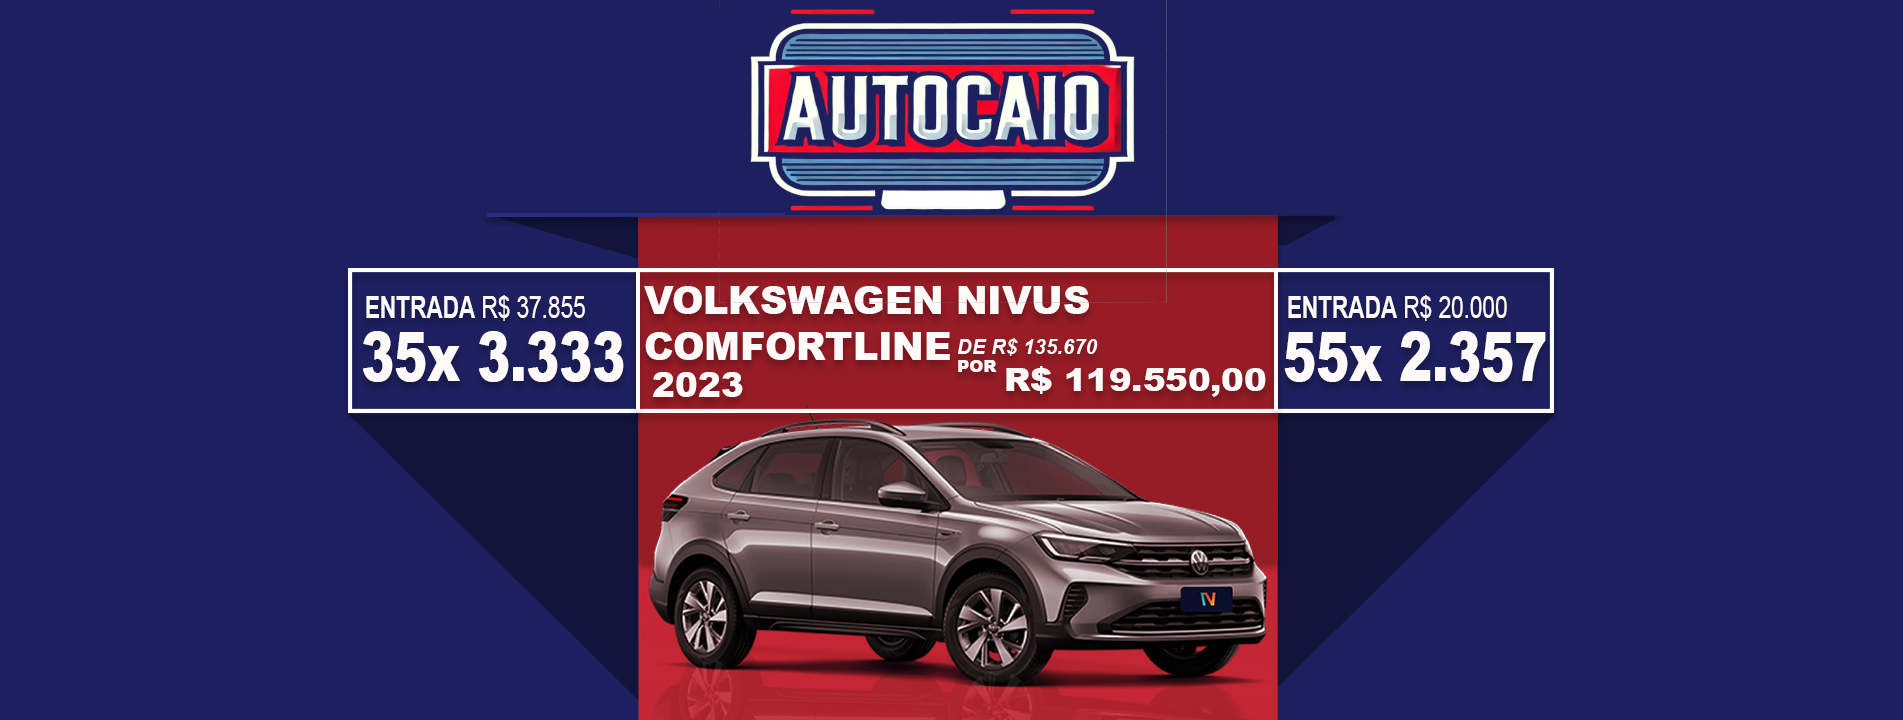 AUTOCAIO
ENTRADA R$ 37.855
35x 3.333
VOLKSWAGEN NIVUS
COMFORTLINE
2023
DE R$ 135.670
POR R$ 119.550,00
ENTRADA R$ 20.000
55x 2.357